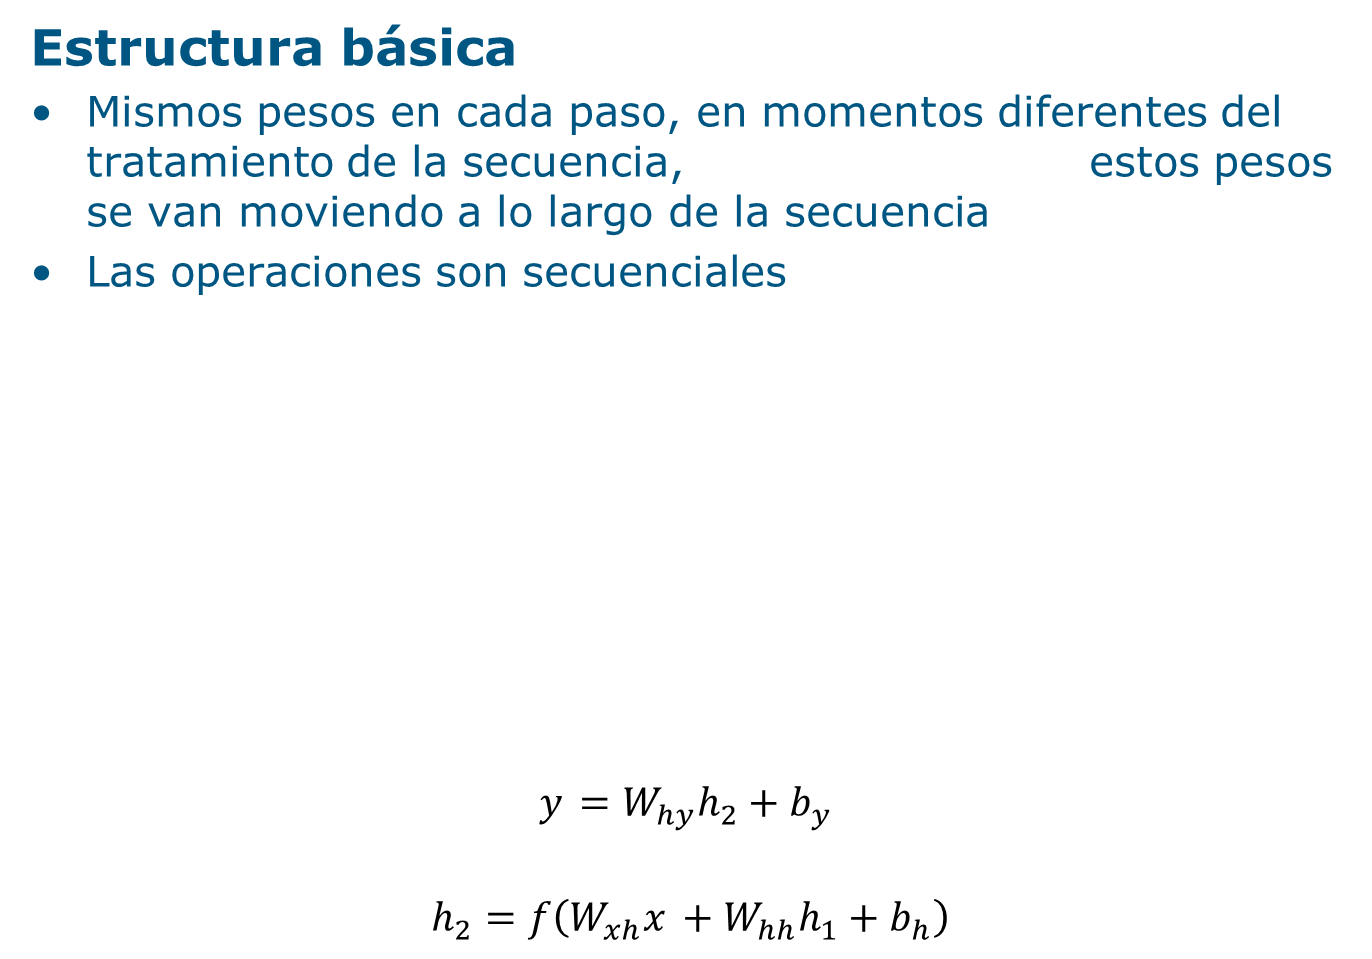 Estructura básica
• Mismos pesos en cada paso, en momentos diferentes del
tratamiento de la secuencia, estos pesos
se van moviendo a lo largo de la secuencia
• Las operaciones son secuenciales
y = W_{hy}h_2 + b_y
h_2 = f(W_{xh}x + W_{hh}h_1 + b_h)